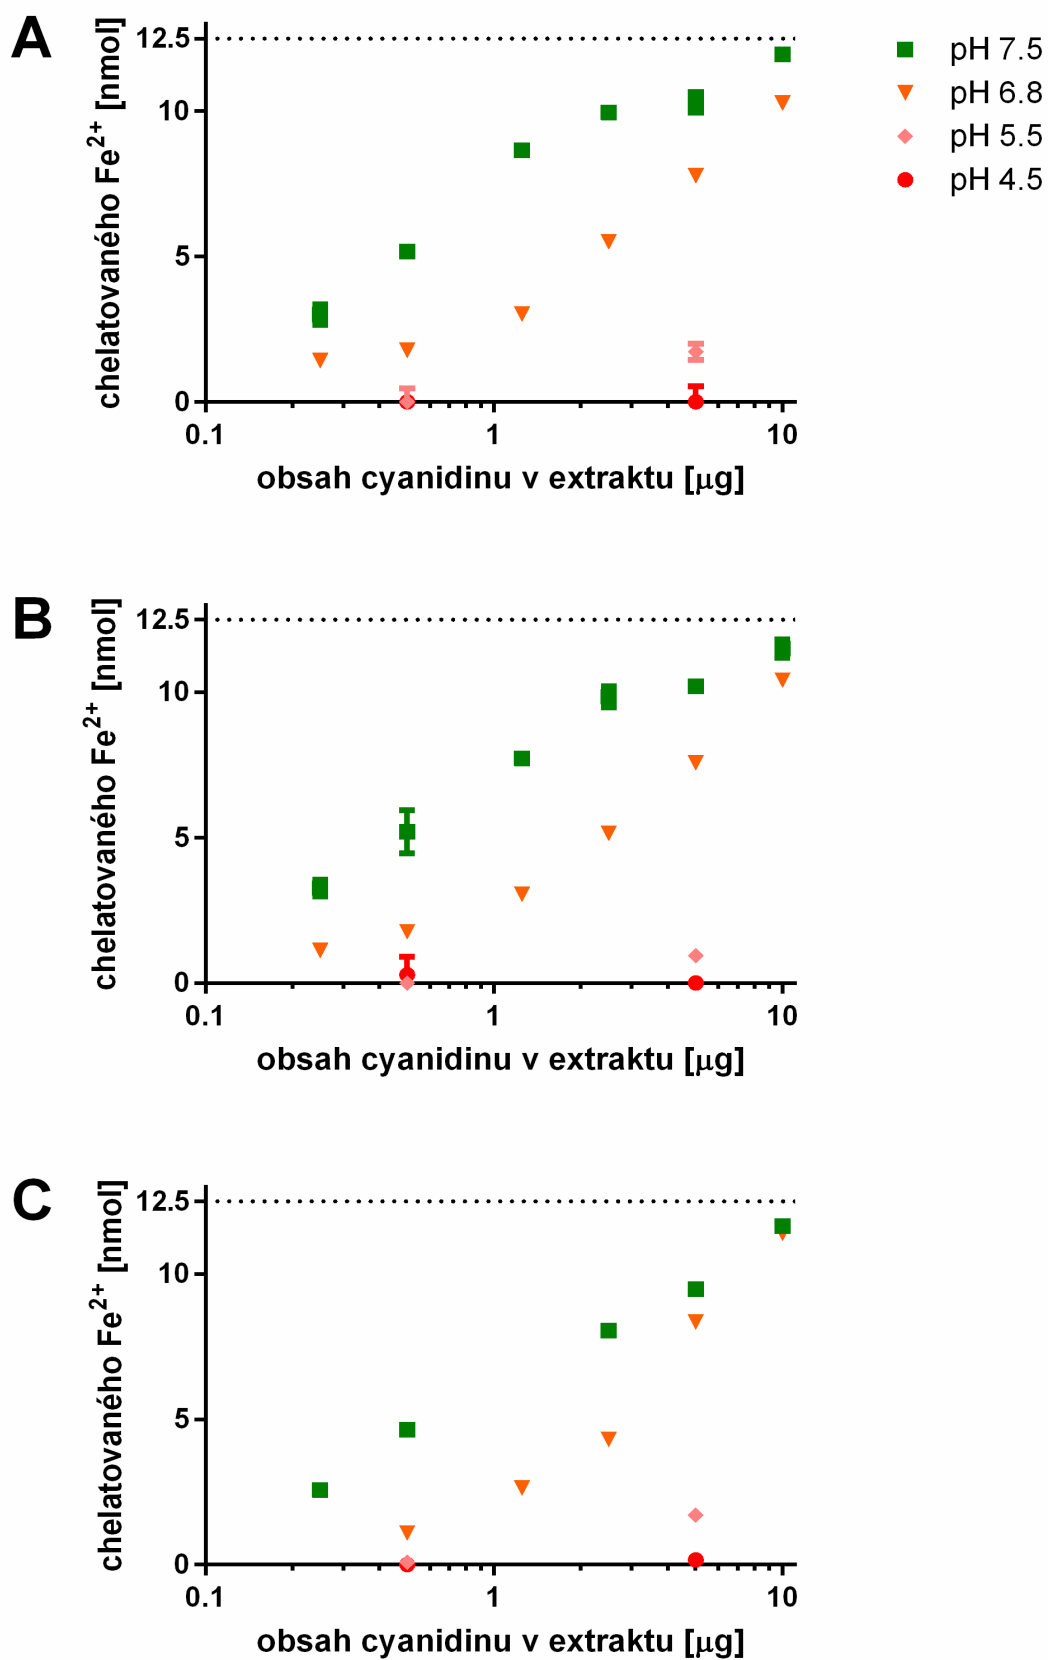 A
chelatovaného Fe²⁺ [nmol]
12.5
10
5
0
0.1 1 10
obsah cyanidinu v extraktu [μg]
pH 7.5
pH 6.8
pH 5.5
pH 4.5
B
chelatovaného Fe²⁺ [nmol]
12.5
10
5
0
0.1 1 10
obsah cyanidinu v extraktu [μg]
C
chelatovaného Fe²⁺ [nmol]
12.5
10
5
0
0.1 1 10
obsah cyanidinu v extraktu [μg]